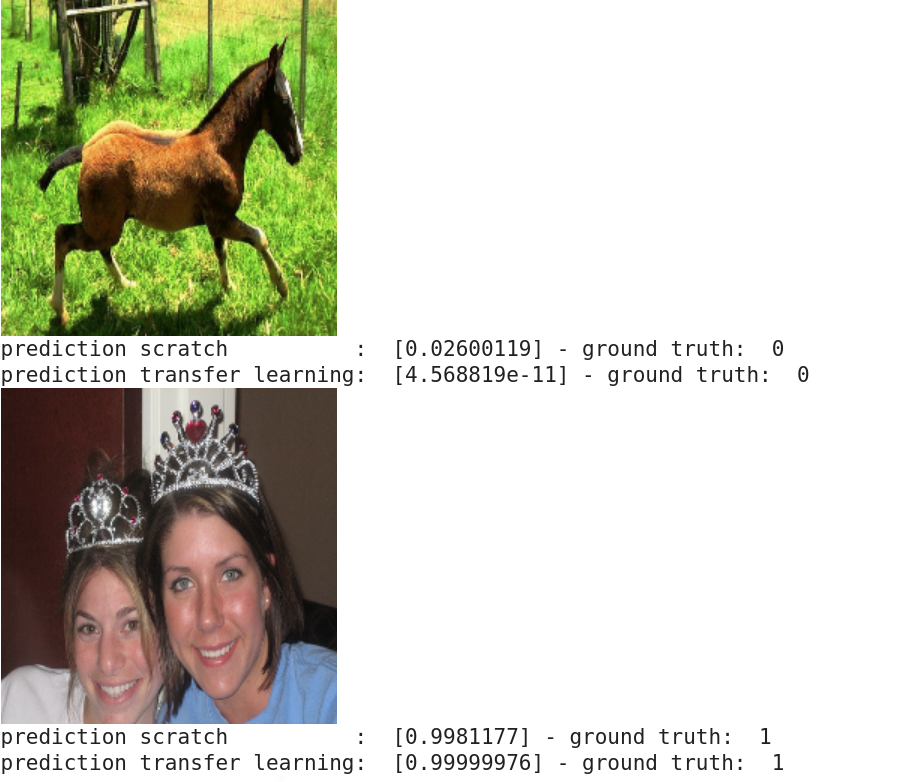 prediction scratch          :  [0.02600119] - ground truth:  0
prediction transfer learning:  [4.568819e-11] - ground truth:  0
prediction scratch          :  [0.9981177] - ground truth:  1
prediction transfer learning:  [0.99999976] - ground truth:  1